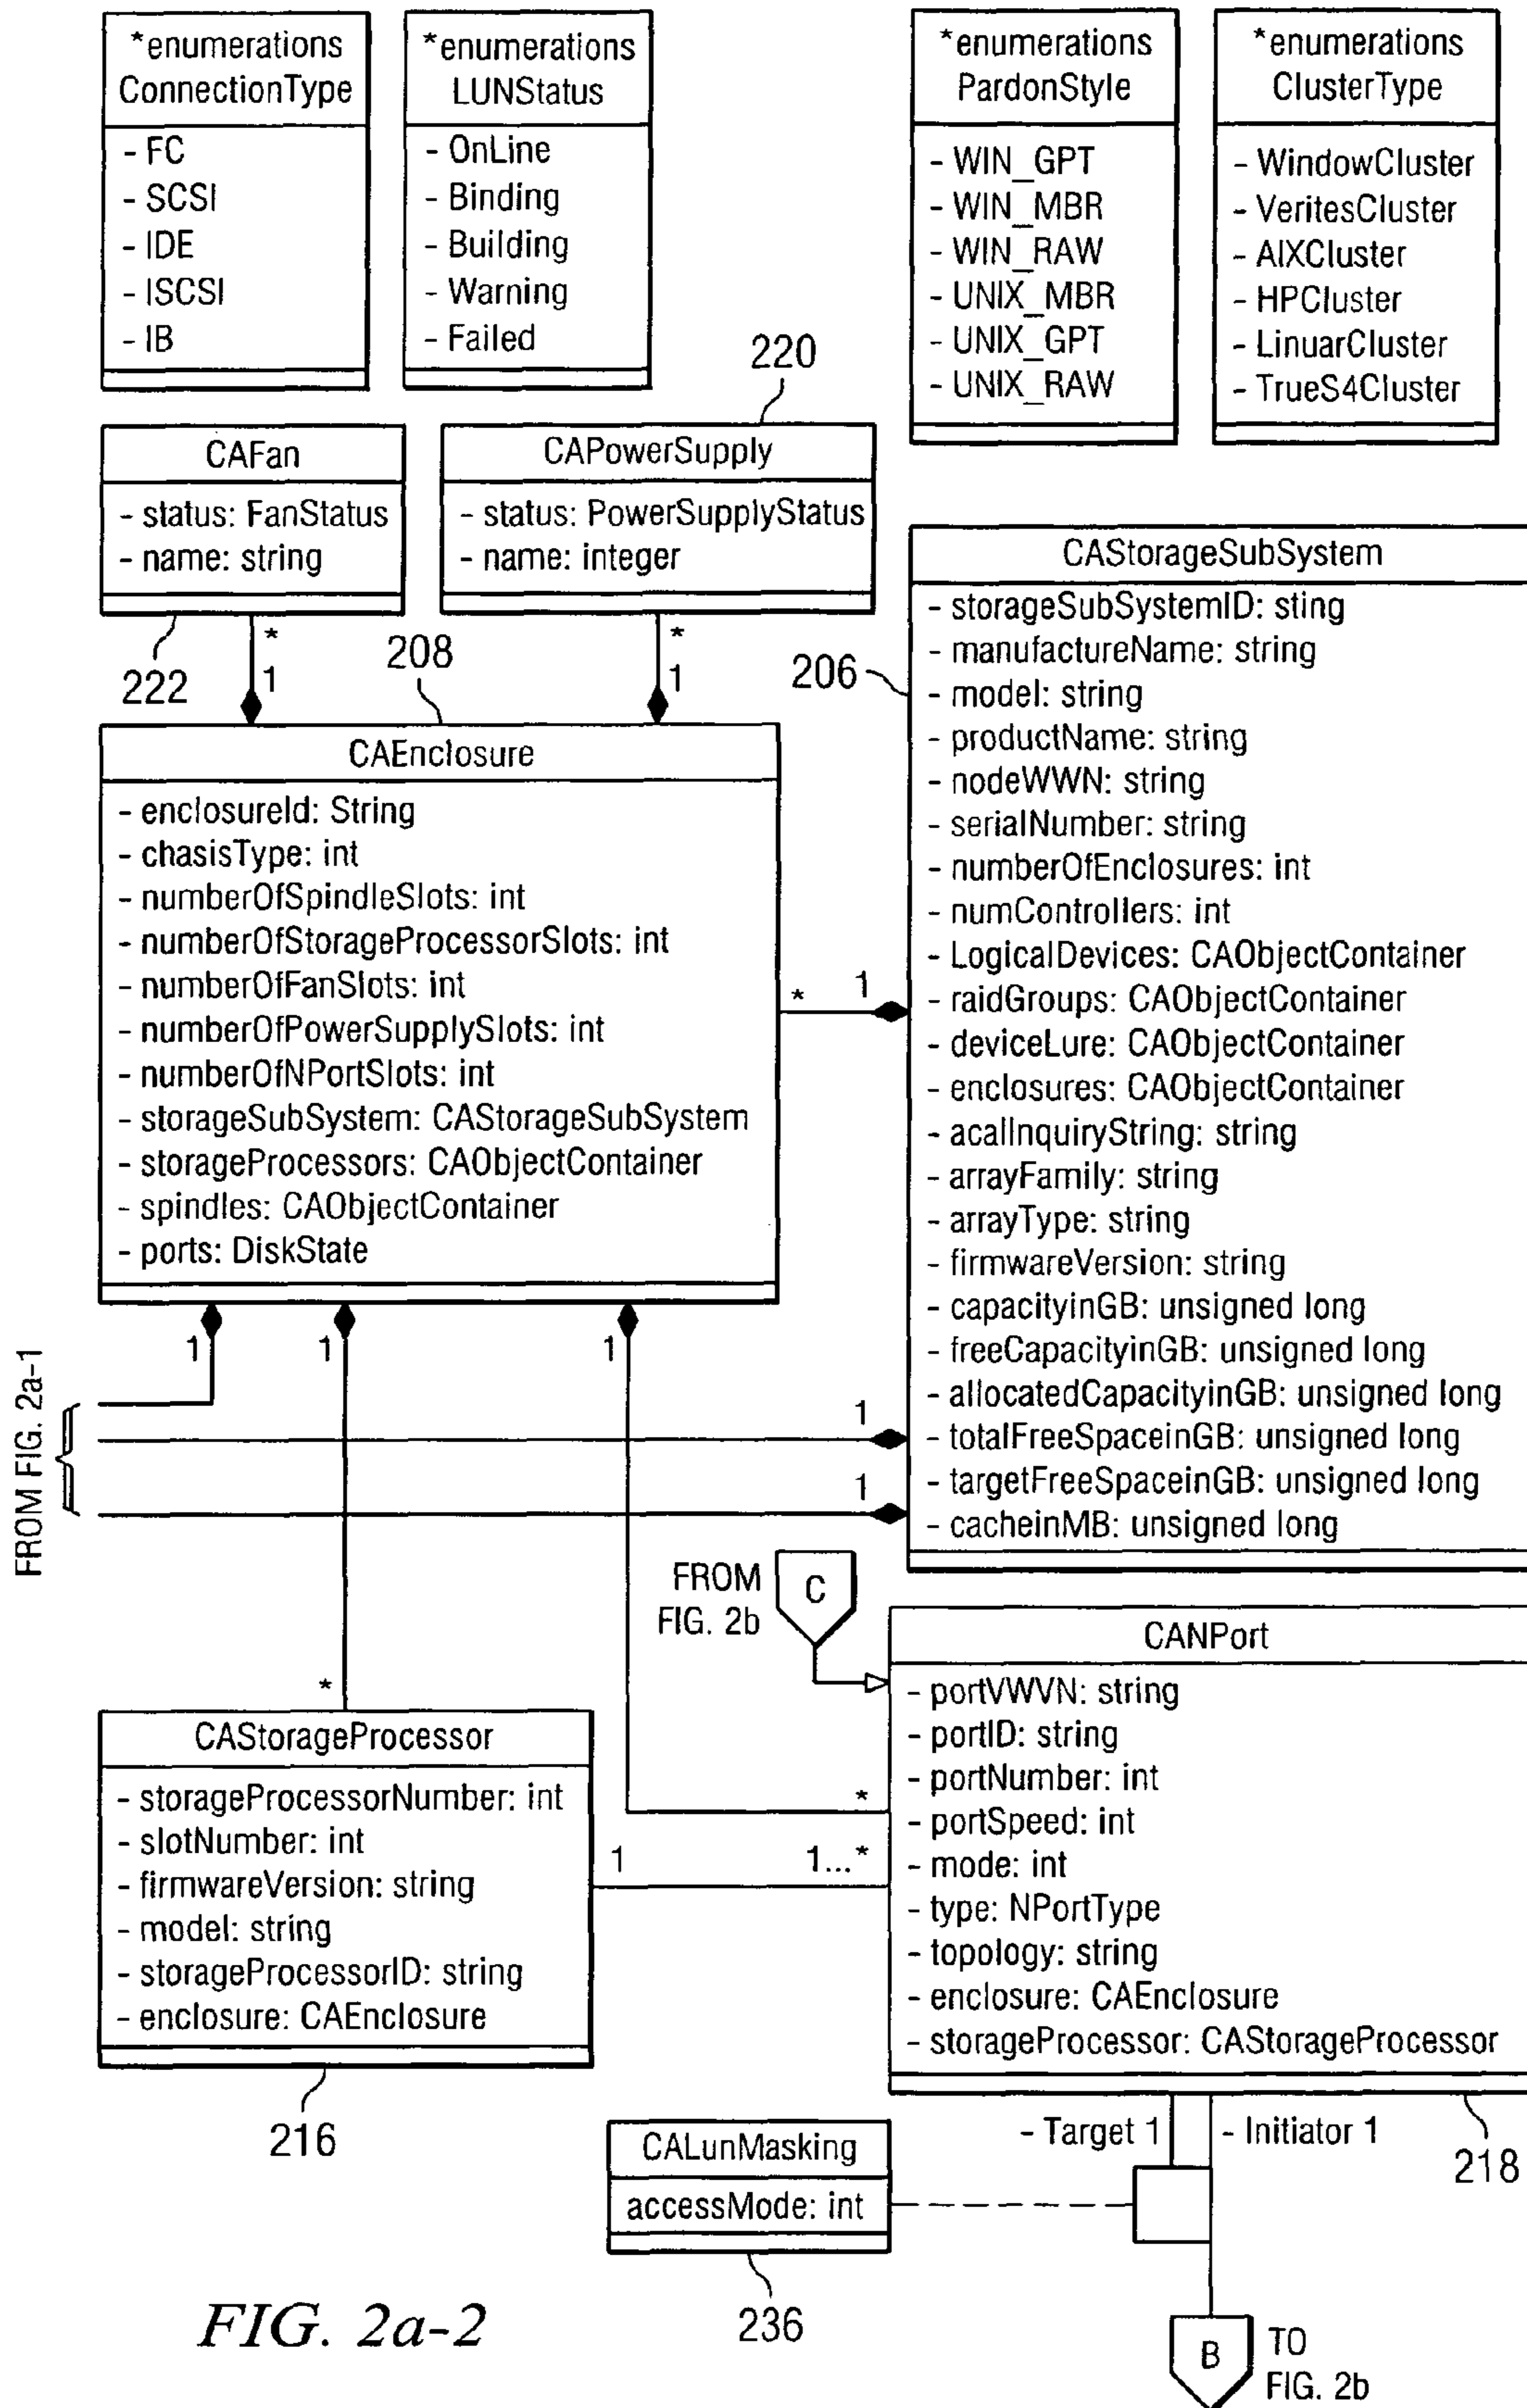 *enumerations
ConnectionType
- FC
- SCSI
- IDE
- ISCSI
- IB
*enumerations
LUNStatus
- OnLine
- Binding
- Building
- Warning
- Failed
*enumerations
PardonStyle
- WIN_GPT
- WIN_MBR
- WIN_RAW
- UNIX_MBR
- UNIX_GPT
- UNIX_RAW
*enumerations
ClusterType
- WindowCluster
- VeritesCluster
- AIXCluster
- HPCluster
- LinuarCluster
- TrueS4Cluster
220
CAFan
- status: FanStatus
- name: string
222
*
1
CAPowerSupply
- status: PowerSupplyStatus
- name: integer
*
1
208
CAEnclosure
- enclosureId: String
- chasisType: int
- numberOfSpindleSlots: int
- numberOfStorageProcessorSlots: int
- numberOfFanSlots: int
- numberOfPowerSupplySlots: int
- numberOfNPortSlots: int
- storageSubSystem: CAStorageSubSystem
- storageProcessors: CAObjectContainer
- spindles: CAObjectContainer
- ports: DiskState
* 1
206
CAStorageSubSystem
- storageSubSystemID: sting
- manufactureName: string
- model: string
- productName: string
- nodeWWN: string
- serialNumber: string
- numberOfEnclosures: int
- numControllers: int
- LogicalDevices: CAObjectContainer
- raidGroups: CAObjectContainer
- deviceLure: CAObjectContainer
- enclosures: CAObjectContainer
- acalInquiryString: string
- arrayFamily: string
- arrayType: string
- firmwareVersion: string
- capacityinGB: unsigned long
- freeCapacityinGB: unsigned long
- allocatedCapacityinGB: unsigned long
- totalFreeSpaceinGB: unsigned long
- targetFreeSpaceinGB: unsigned long
- cacheinMB: unsigned long
1
1
1
1
1
FROM FIG. 2a-1
FROM
FIG. 2b
C
*
CAStorageProcessor
- storageProcessorNumber: int
- slotNumber: int
- firmwareVersion: string
- model: string
- storageProcessorID: string
- enclosure: CAEnclosure
216
*
1 1...*
CANPort
- portVWVN: string
- portID: string
- portNumber: int
- portSpeed: int
- mode: int
- type: NPortType
- topology: string
- enclosure: CAEnclosure
- storageProcessor: CAStorageProcessor
218
- Target 1
- Initiator 1
CALunMasking
accessMode: int
236
B
TO
FIG. 2b
FIG. 2a-2